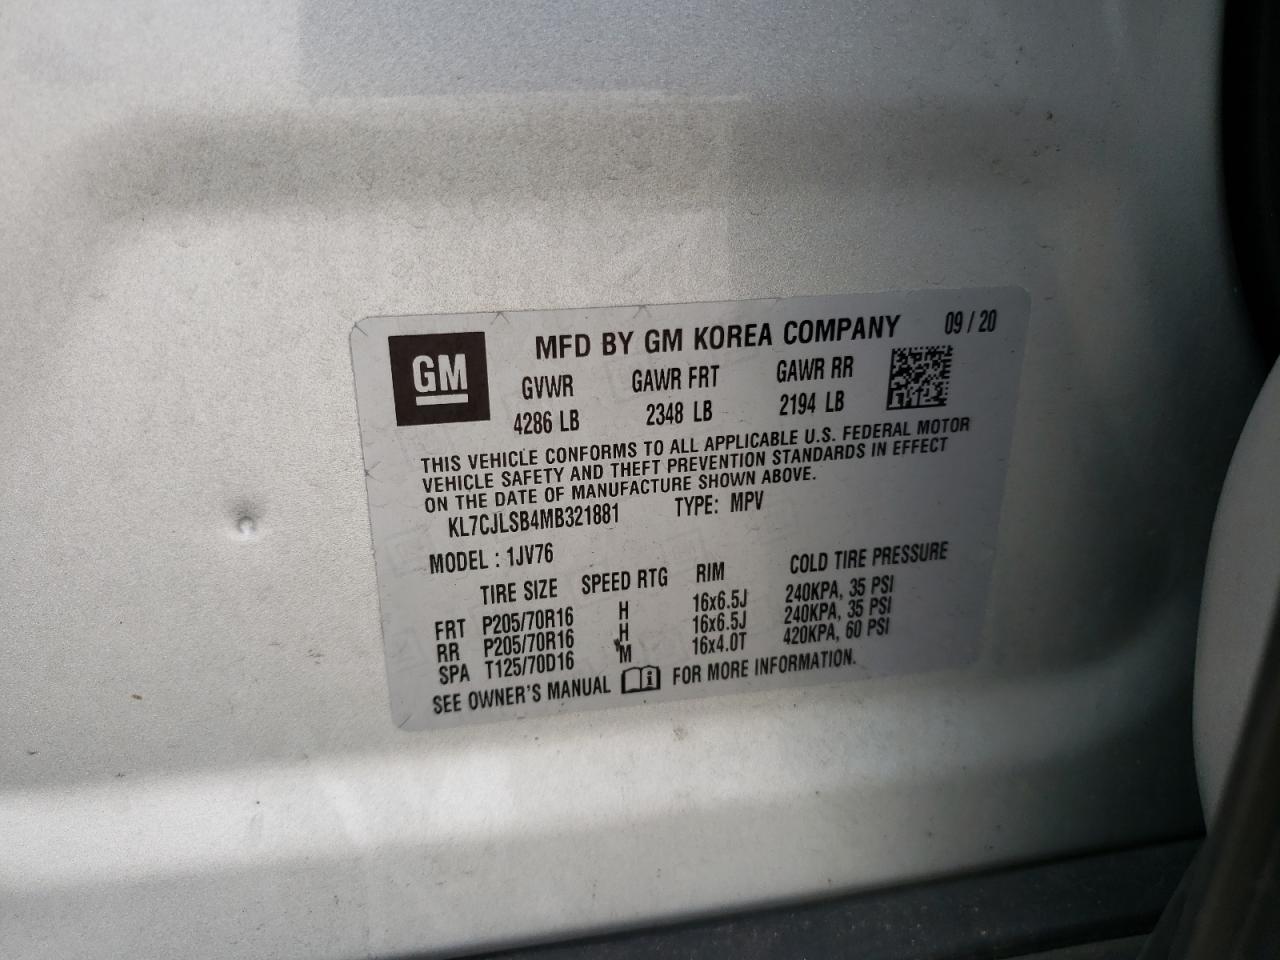 GM
MFD BY GM KOREA COMPANY 09 / 20
GVWR GAWR FRT GAWR RR
4286 LB 2348 LB 2194 LB
THIS VEHICLE CONFORMS TO ALL APPLICABLE U.S. FEDERAL MOTOR
VEHICLE SAFETY AND THEFT PREVENTION STANDARDS IN EFFECT
ON THE DATE OF MANUFACTURE SHOWN ABOVE.
KL7CJLSB4MB321881 TYPE: MPV
MODEL : 1JV76
TIRE SIZE SPEED RTG RIM COLD TIRE PRESSURE
FRT P205/70R16 H 16x6.5J 240KPA, 35 PSI
RR P205/70R16 H 16x6.5J 240KPA, 35 PSI
SPA T125/70D16 M 16x4.0T 420KPA, 60 PSI
SEE OWNER'S MANUAL i FOR MORE INFORMATION.